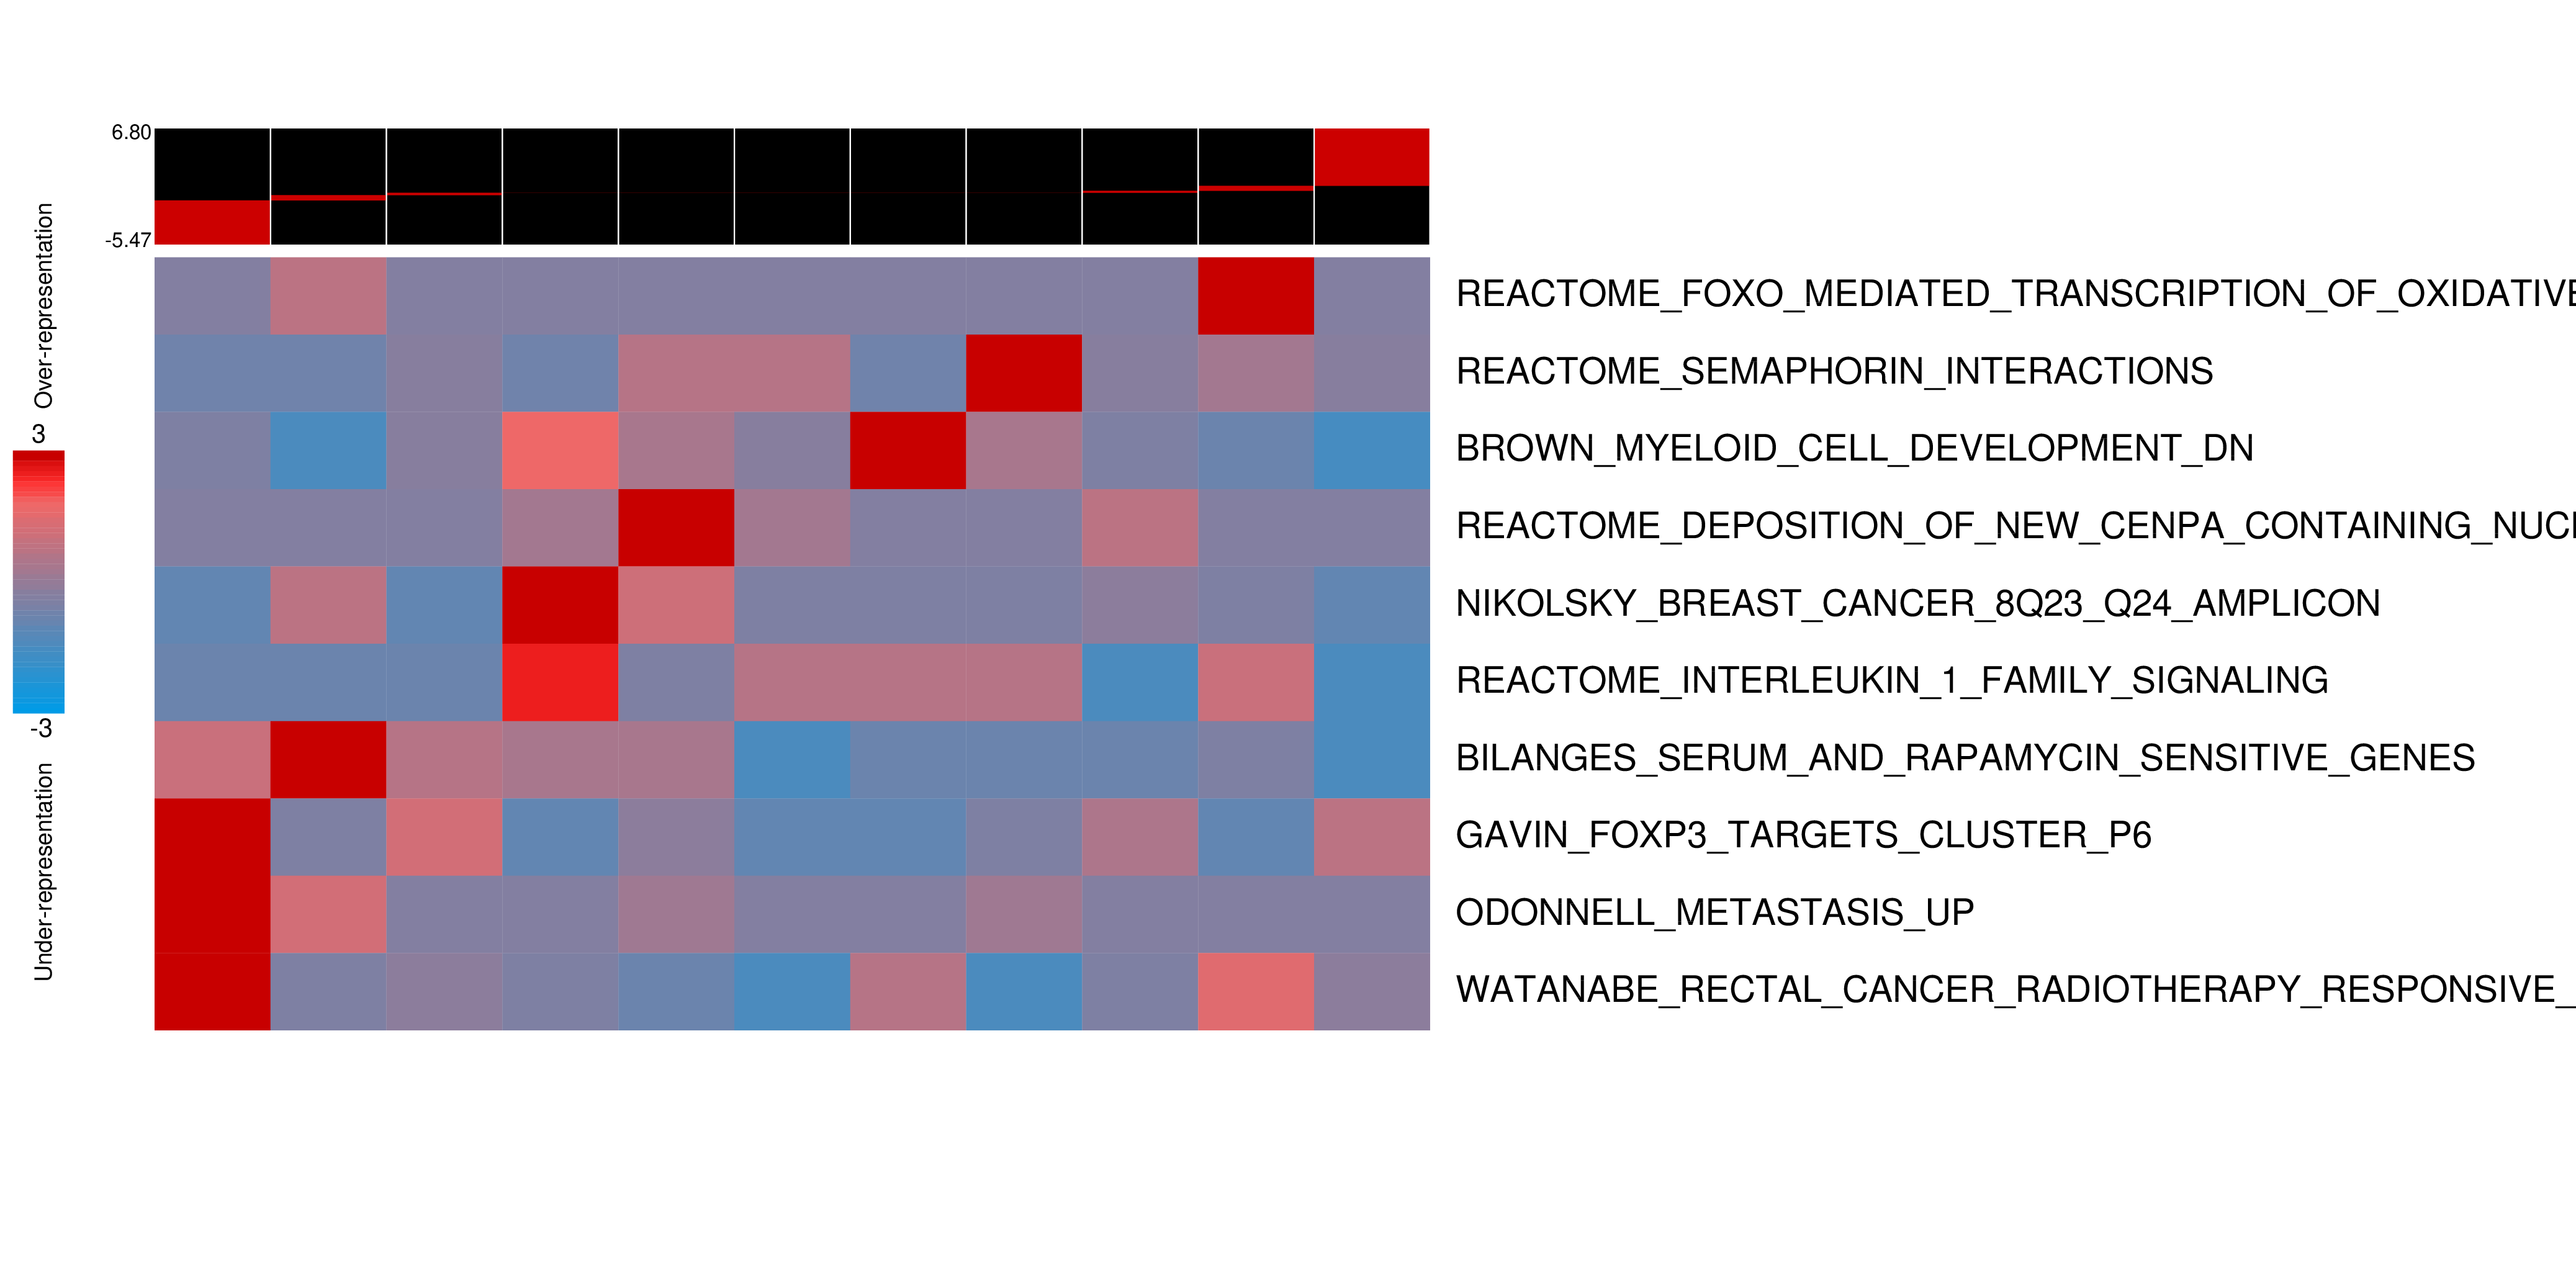 6.80
-5.47
Over-representation
3
-3
Under-representation
REACTOME_FOXO_MEDIATED_TRANSCRIPTION_OF_OXIDATIVE
REACTOME_SEMAPHORIN_INTERACTIONS
BROWN_MYELOID_CELL_DEVELOPMENT_DN
REACTOME_DEPOSITION_OF_NEW_CENPA_CONTAINING_NUCL
NIKOLSKY_BREAST_CANCER_8Q23_Q24_AMPLICON
REACTOME_INTERLEUKIN_1_FAMILY_SIGNALING
BILANGES_SERUM_AND_RAPAMYCIN_SENSITIVE_GENES
GAVIN_FOXP3_TARGETS_CLUSTER_P6
ODONNELL_METASTASIS_UP
WATANABE_RECTAL_CANCER_RADIOTHERAPY_RESPONSIVE_